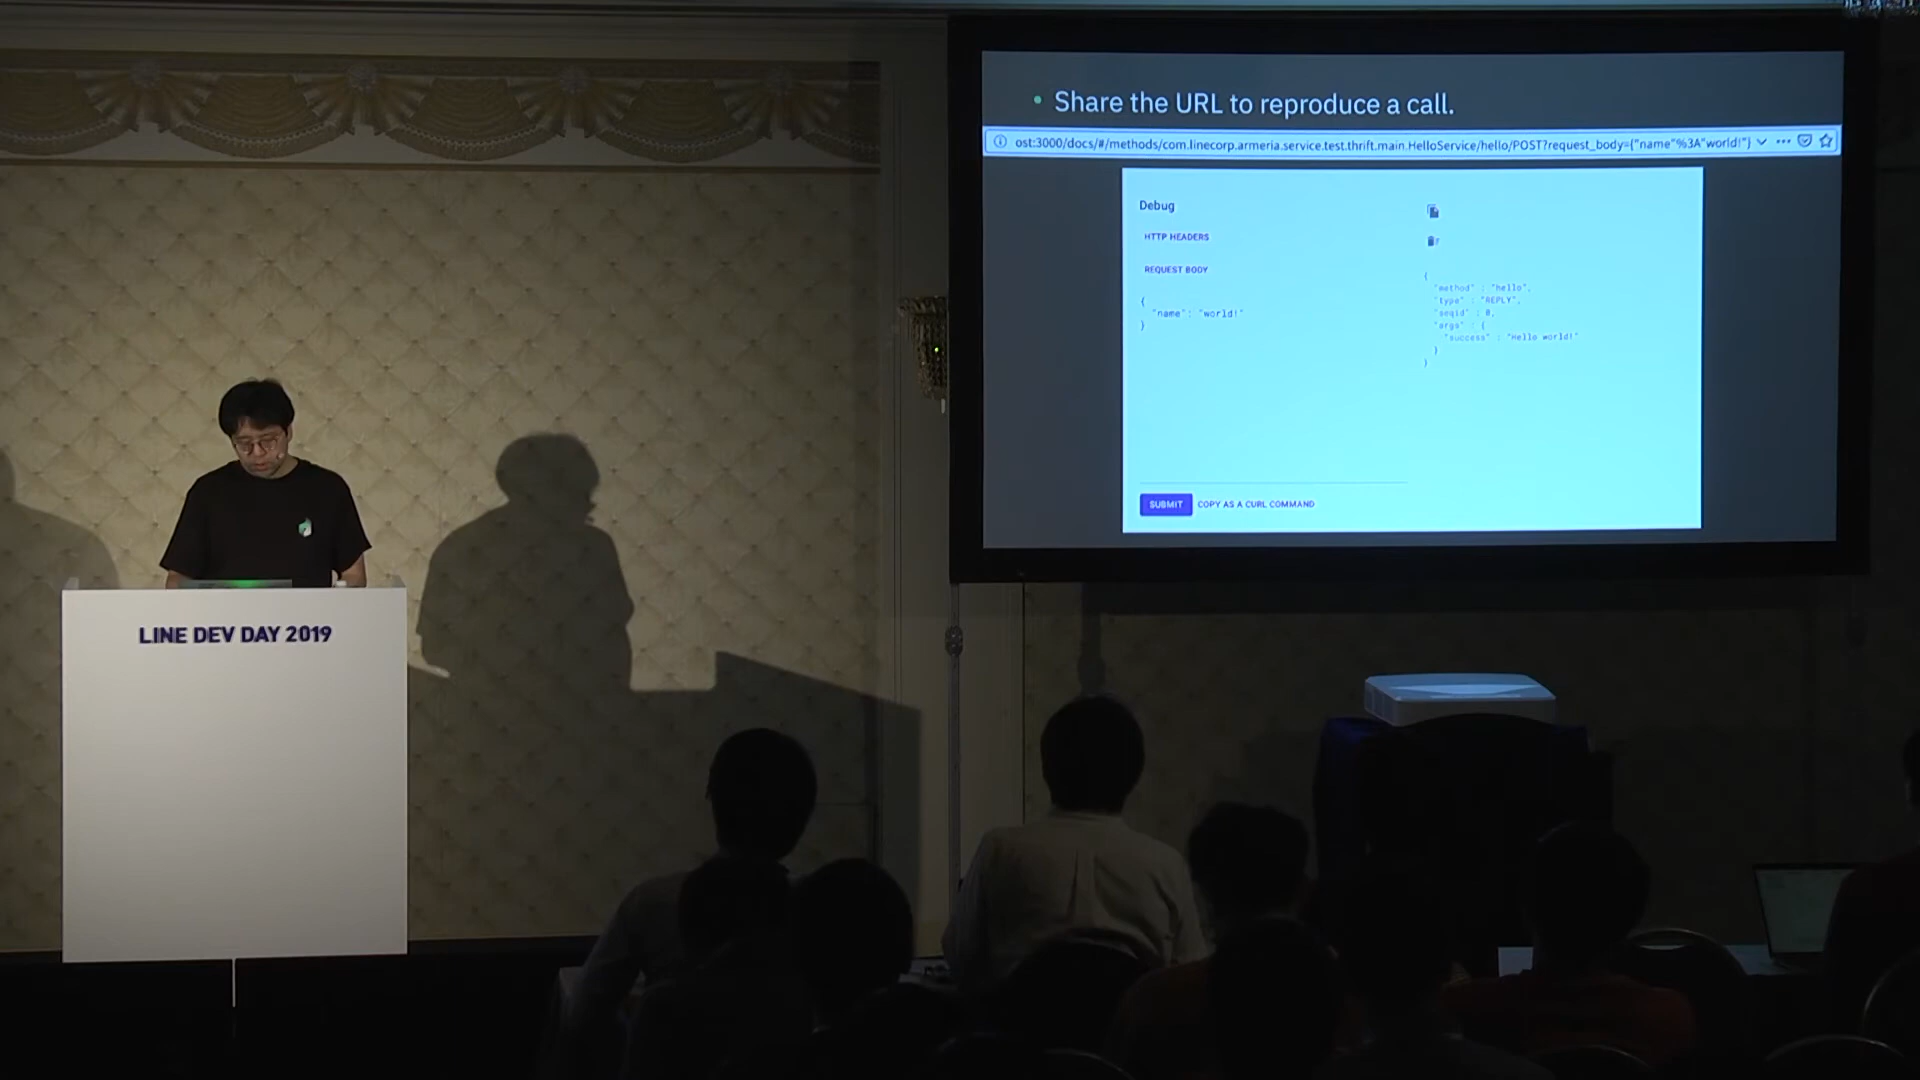 • Share the URL to reproduce a call.
ost:3000/docs/#/methods/com.linecorp.armeria.service.test.thrift.main.HelloService/hello/POST?request_body={"name"%3A"world!"}
Debug
HTTP HEADERS
REQUEST BODY
{
"name": "world!"
}
{
"method" : "hello",
"type" : "REPLY",
"seqid" : 0,
"args" : {
"success" : "Hello world!"
}
}
SUBMIT COPY AS A CURL COMMAND
LINE DEV DAY 2019